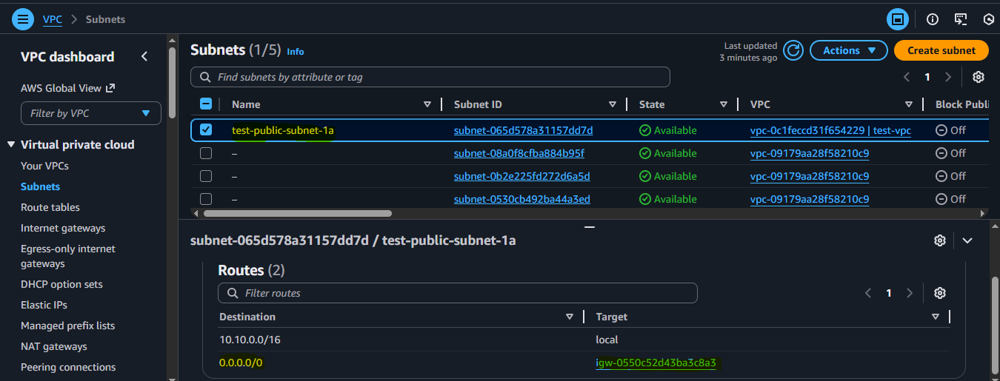 VPC > Subnets
VPC dashboard
AWS Global View
Filter by VPC
Virtual private cloud
Your VPCs
Subnets
Route tables
Internet gateways
Egress-only internet
gateways
DHCP option sets
Elastic IPs
Managed prefix lists
NAT gateways
Peering connections
Subnets (1/5) Info
Last updated
3 minutes ago
Actions
Create subnet
Find subnets by attribute or tag
1
Name Subnet ID State VPC Block Publi
test-public-subnet-1a subnet-065d578a31157dd7d Available vpc-0c1feccd31f654229 | test-vpc Off
– subnet-08a0f8cfba884b95f Available vpc-09179aa28f58210c9 Off
– subnet-0b2e225fd272d6a5d Available vpc-09179aa28f58210c9 Off
– subnet-0530cb492ba44a3ed Available vpc-09179aa28f58210c9 Off
subnet-065d578a31157dd7d / test-public-subnet-1a
Routes (2)
Filter routes
1
Destination Target
10.10.0.0/16 local
0.0.0.0/0 igw-0550c52d43ba3c8a3